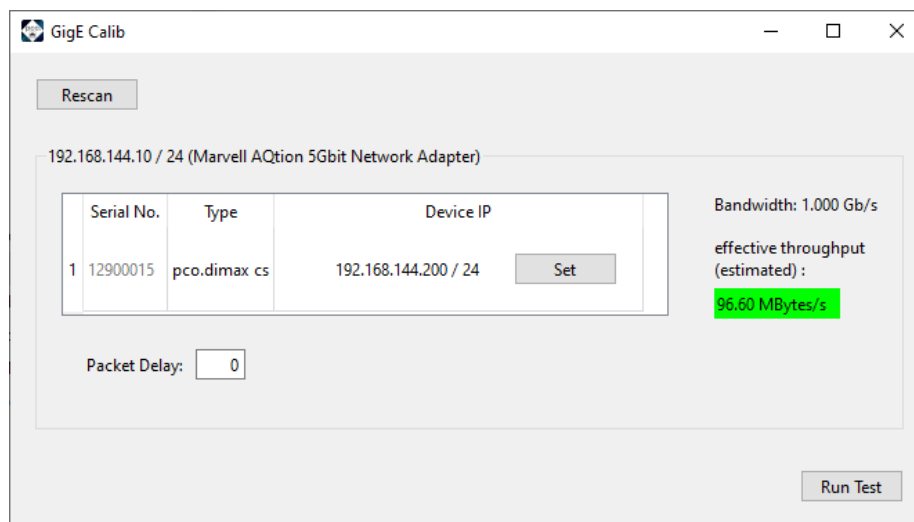 GigE Calib
Rescan
192.168.144.10 / 24 (Marvell AQtion 5Gbit Network Adapter)
Serial No. Type Device IP
1 12900015 pco.dimax cs 192.168.144.200 / 24 Set
Bandwidth: 1.000 Gb/s
effective throughput
(estimated) :
96.60 MBytes/s
Packet Delay: 0
Run Test